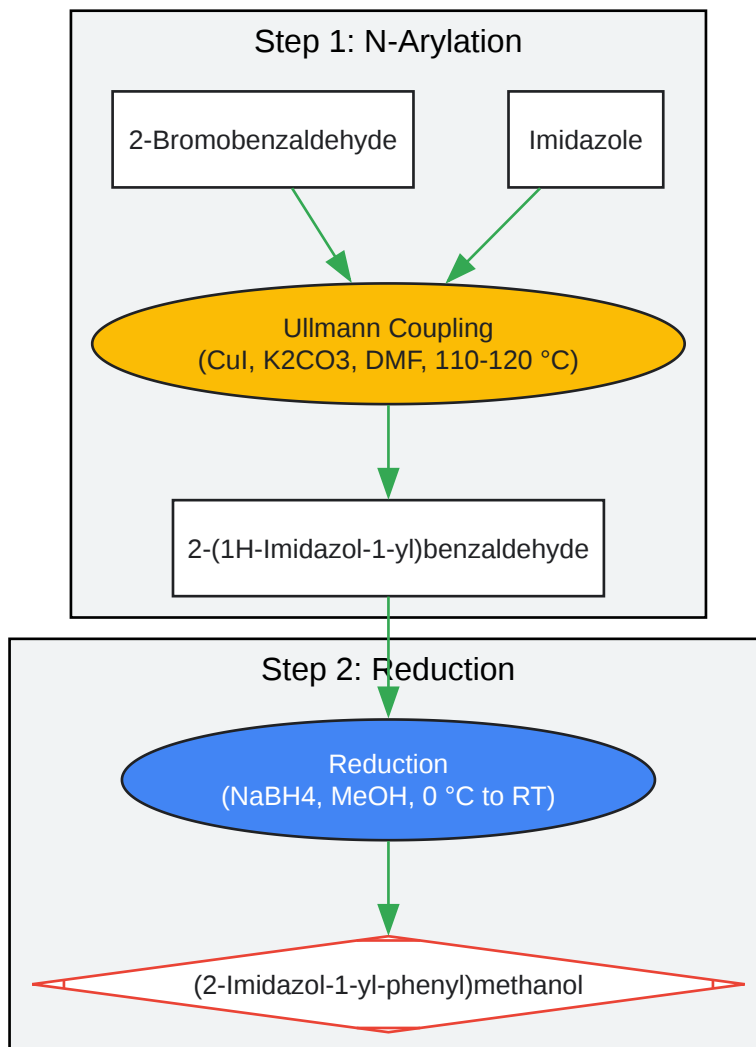 Step 1: N-Arylation
2-Bromobenzaldehyde
Imidazole
Ullmann Coupling
(CuI, K2CO3, DMF, 110-120 °C)
2-(1H-Imidazol-1-yl)benzaldehyde
Step 2: Reduction
Reduction
(NaBH4, MeOH, 0 °C to RT)
(2-Imidazol-1-yl-phenyl)methanol